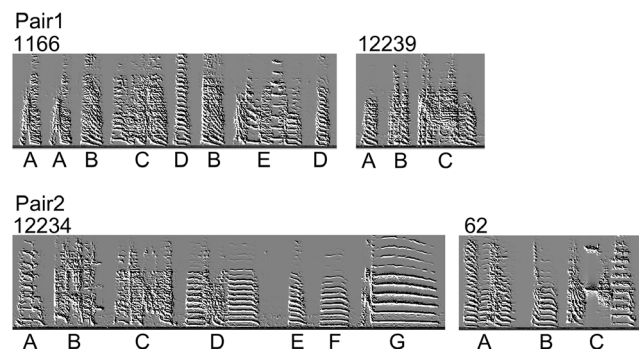 Pair1
1166 12239
A A B C D B E D A B C
Pair2
12234 62
A B C D E F G A B C